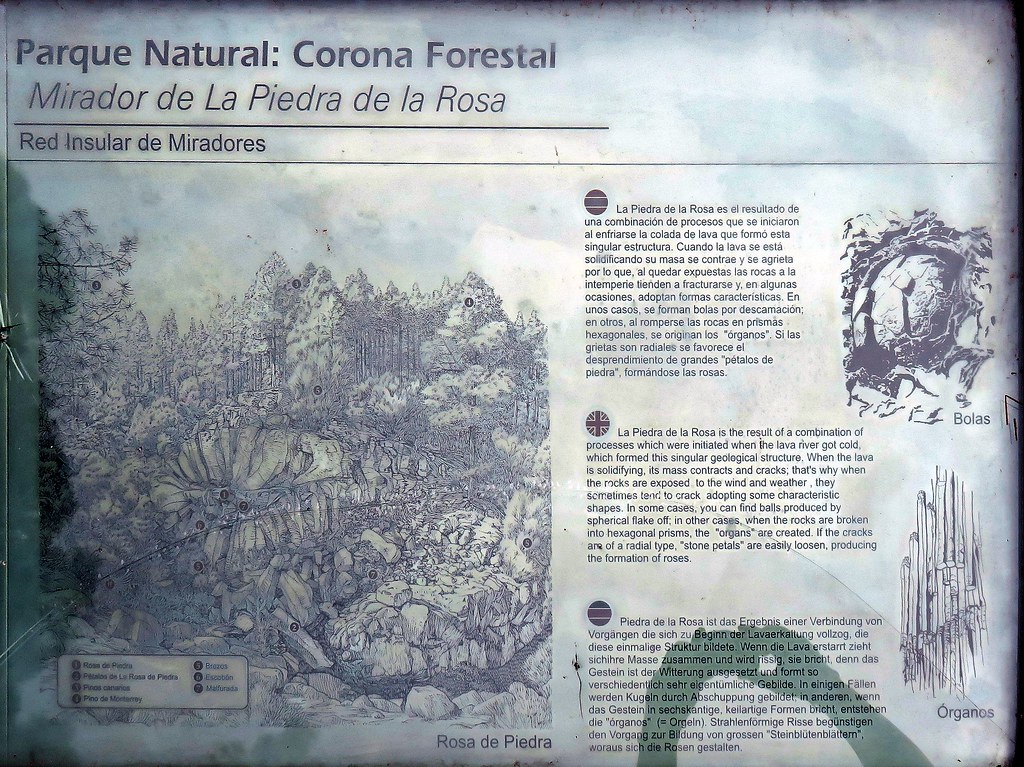 Parque Natural: Corona Forestal
Mirador de La Piedra de la Rosa
Red Insular de Miradores
La Piedra de la Rosa es el resultado de
una combinación de procesos que se iniciaron
al enfriarse la colada de lava que formó esta
singular estructura. Cuando la lava se está
solidificando su masa se contrae y se agrieta
por lo que, al quedar expuestas las rocas a la
intemperie tienden a fracturarse y, en algunas
ocasiones, adoptan formas características. En
unos casos, se forman bolas por descamación;
en otros, al romperse las rocas en prismas
hexagonales, se originan los "órganos". Si las
grietas son radiales se favorece el
desprendimiento de grandes "pétalos de
piedra", formándose las rosas.
Bolas
La Piedra de la Rosa is the result of a combination of
processes which were initiated when the lava river got cold,
which formed this singular geological structure. When the lava
is solidifying, its mass contracts and cracks; that's why when
the rocks are exposed to the wind and weather , they
sometimes tend to crack adopting some characteristic
shapes. In some cases, you can find balls produced by
spherical flake off; in other cases, when the rocks are broken
into hexagonal prisms, the "organs" are created. If the cracks
are of a radial type, "stone petals" are easily loosen, producing
the formation of roses.
Piedra de la Rosa ist das Ergebnis einer Verbindung von
Vorgängen die sich zu Beginn der Lavaerkaltung vollzog, die
diese einmalige Struktur bildete. Wenn die Lava erstarrt zieht
sichihre Masse zusammen und wird rissig, sie bricht, denn das
Gestein ist der Witterung ausgesetzt und formt so
verschiedentlich sehr eigentümliche Gebilde. In einigen Fällen
werden Kugeln durch Abschuppung gebildet; in anderen, wenn
das Gestein in sechskantige, keilartige Formen bricht, entstehen
die "órganos" (= Orgeln). Strahlenförmige Risse begünstigen
den Vorgang zur Bildung von grossen "Steinblütenblättern",
woraus sich die Rosen gestalten.
Órganos
1 Rosa de Piedra
2 Pétalos de La Rosa de Piedra
3 Pinos canarios
4 Pino de Monterrey
5 Brezos
6 Escobón
7 Malfurada
Rosa de Piedra